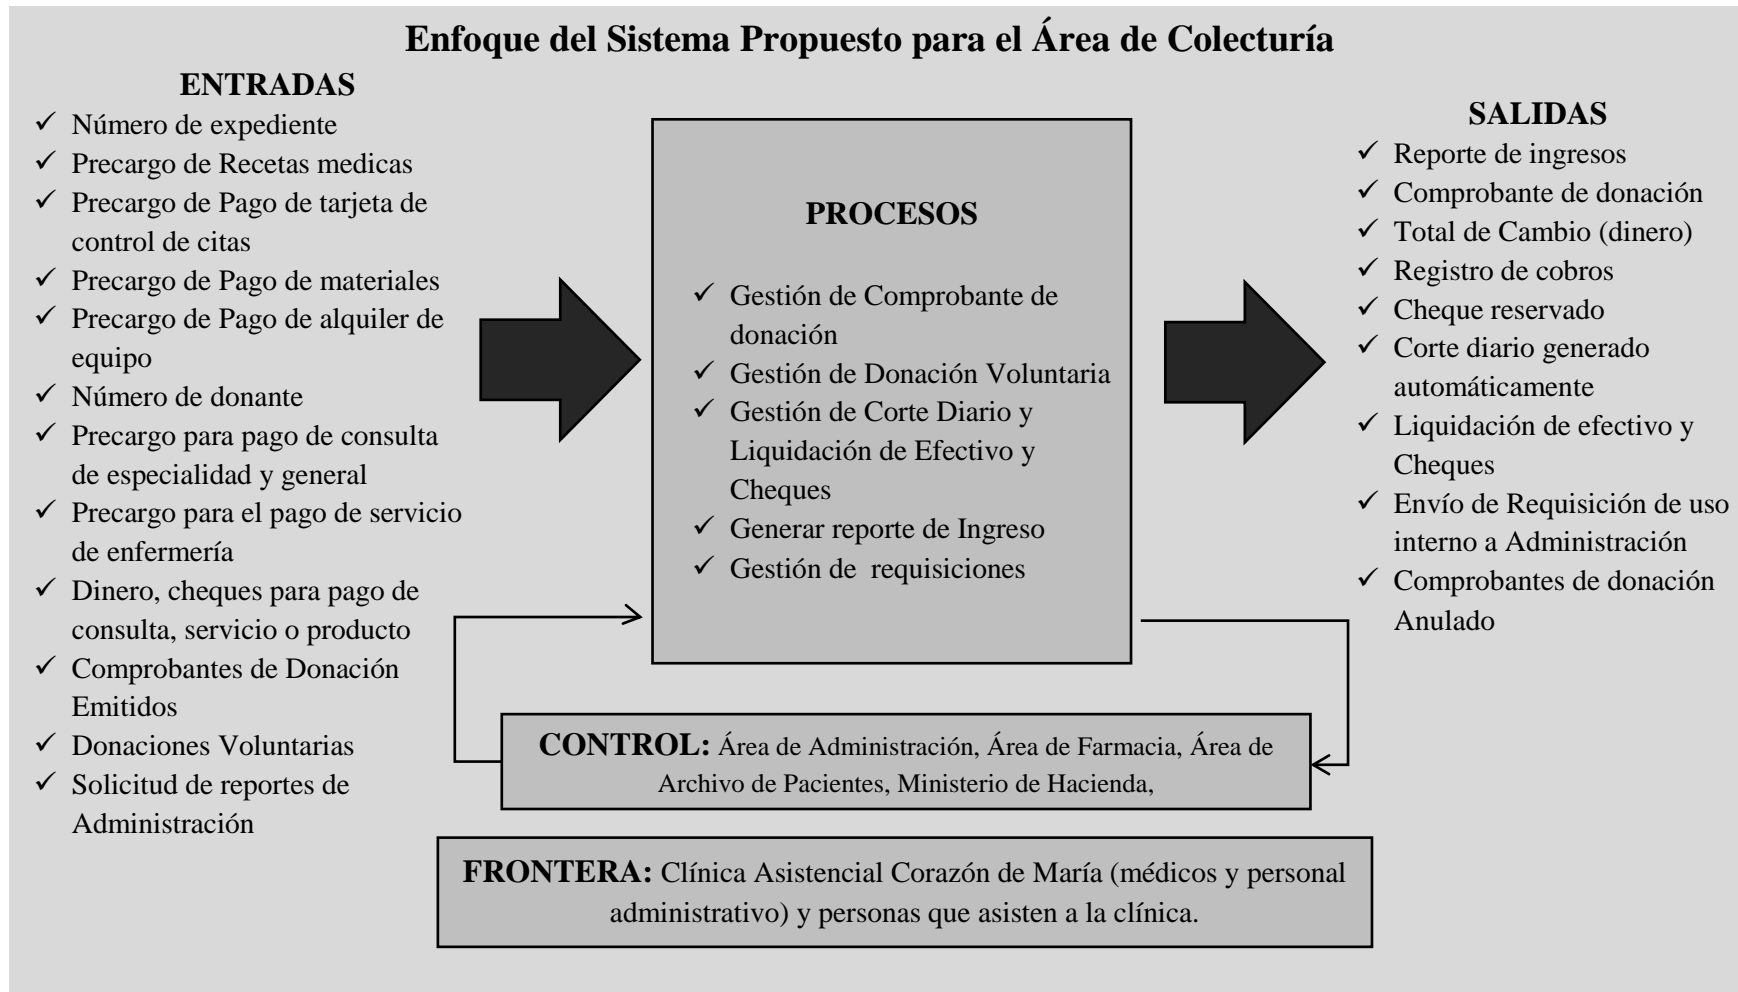 Enfoque del Sistema Propuesto para el Área de Colecturía
ENTRADAS
✓ Número de expediente
✓ Precargo de Recetas medicas
✓ Precargo de Pago de tarjeta de
control de citas
✓ Precargo de Pago de materiales
✓ Precargo de Pago de alquiler de
equipo
✓ Número de donante
✓ Precargo para pago de consulta
de especialidad y general
✓ Precargo para el pago de servicio
de enfermería
✓ Dinero, cheques para pago de
consulta, servicio o producto
✓ Comprobantes de Donación
Emitidos
✓ Donaciones Voluntarias
✓ Solicitud de reportes de
Administración
PROCESOS
✓ Gestión de Comprobante de
donación
✓ Gestión de Donación Voluntaria
✓ Gestión de Corte Diario y
Liquidación de Efectivo y
Cheques
✓ Generar reporte de Ingreso
✓ Gestión de requisiciones
SALIDAS
✓ Reporte de ingresos
✓ Comprobante de donación
✓ Total de Cambio (dinero)
✓ Registro de cobros
✓ Cheque reservado
✓ Corte diario generado
automáticamente
✓ Liquidación de efectivo y
Cheques
✓ Envío de Requisición de uso
interno a Administración
✓ Comprobantes de donación
Anulado
CONTROL: Área de Administración, Área de Farmacia, Área de
Archivo de Pacientes, Ministerio de Hacienda,
FRONTERA: Clínica Asistencial Corazón de María (médicos y personal
administrativo) y personas que asisten a la clínica.